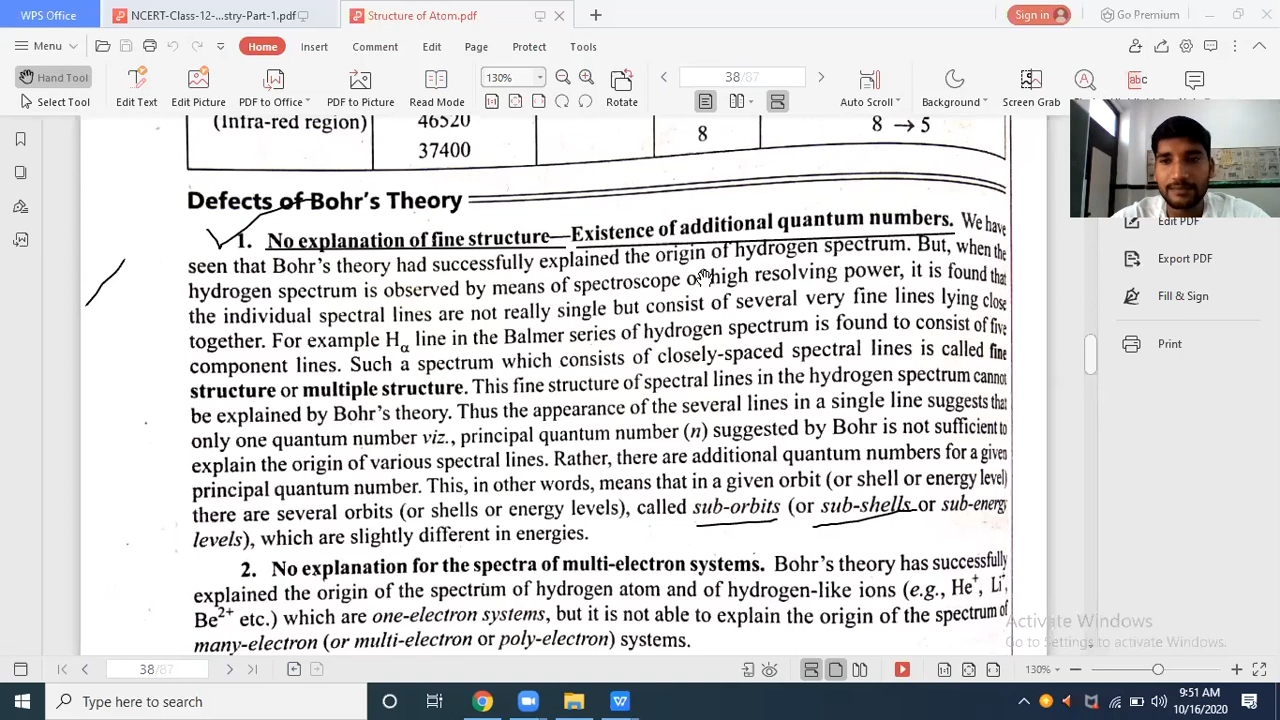 WPS Office
NCERT-Class-12-...stry-Part-1.pdf
Structure of Atom.pdf
Sign in
Go Premium
Menu
Home
Insert
Comment
Edit
Page
Protect
Tools
Hand Tool
Select Tool
Edit Text
Edit Picture
PDF to Office
PDF to Picture
Read Mode
130%
Rotate
38/87
Auto Scroll
Background
Screen Grab
Edit PDF
Export PDF
Fill & Sign
Print
(Infra-red region) 46520
8 8 → 5
37400
Defects of Bohr's Theory
1. No explanation of fine structure—Existence of additional quantum numbers. We have
seen that Bohr's theory had successfully explained the origin of hydrogen spectrum. But, when the
hydrogen spectrum is observed by means of spectroscope of high resolving power, it is found that
the individual spectral lines are not really single but consist of several very fine lines lying close
together. For example Hα line in the Balmer series of hydrogen spectrum is found to consist of five
component lines. Such a spectrum which consists of closely-spaced spectral lines is called fine
structure or multiple structure. This fine structure of spectral lines in the hydrogen spectrum cannot
be explained by Bohr's theory. Thus the appearance of the several lines in a single line suggests that
only one quantum number viz., principal quantum number (n) suggested by Bohr is not sufficient to
explain the origin of various spectral lines. Rather, there are additional quantum numbers for a given
principal quantum number. This, in other words, means that in a given orbit (or shell or energy level)
there are several orbits (or shells or energy levels), called sub-orbits (or sub-shells or sub-energy
levels), which are slightly different in energies.
2. No explanation for the spectra of multi-electron systems. Bohr's theory has successfully
explained the origin of the spectrum of hydrogen atom and of hydrogen-like ions (e.g., He+, Li
Be2+ etc.) which are one-electron systems, but it is not able to explain the origin of the spectrum of
many-electron (or multi-electron or poly-electron) systems.
Activate Windows
Go to Settings to activate Windows.
38/87
130%
Type here to search
9:51 AM
10/16/2020